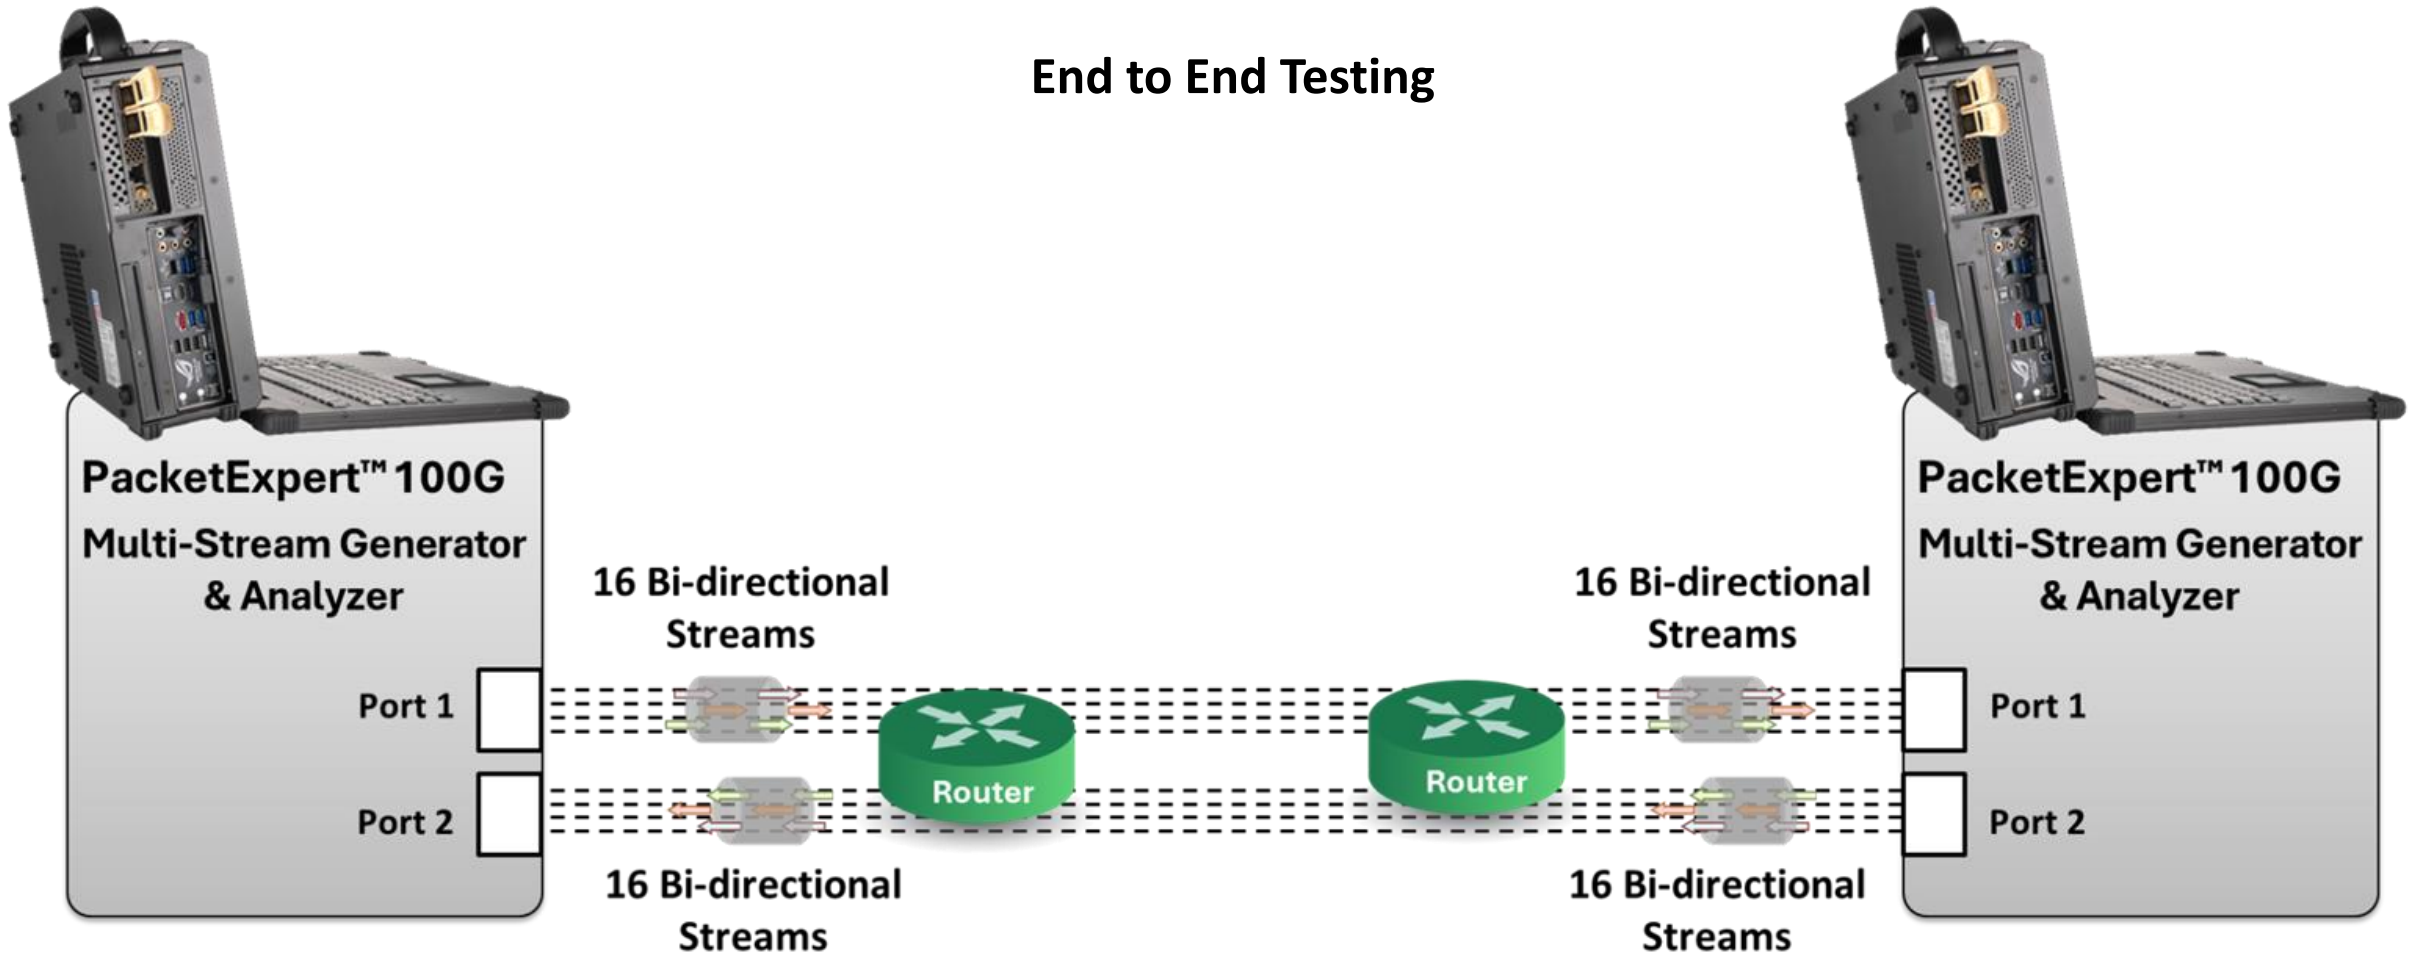 End to End Testing
PacketExpert™ 100G
Multi-Stream Generator
& Analyzer
16 Bi-directional
Streams
Port 1
Port 2
16 Bi-directional
Streams
Router
Router
16 Bi-directional
Streams
16 Bi-directional
Streams
PacketExpert™ 100G
Multi-Stream Generator
& Analyzer
Port 1
Port 2